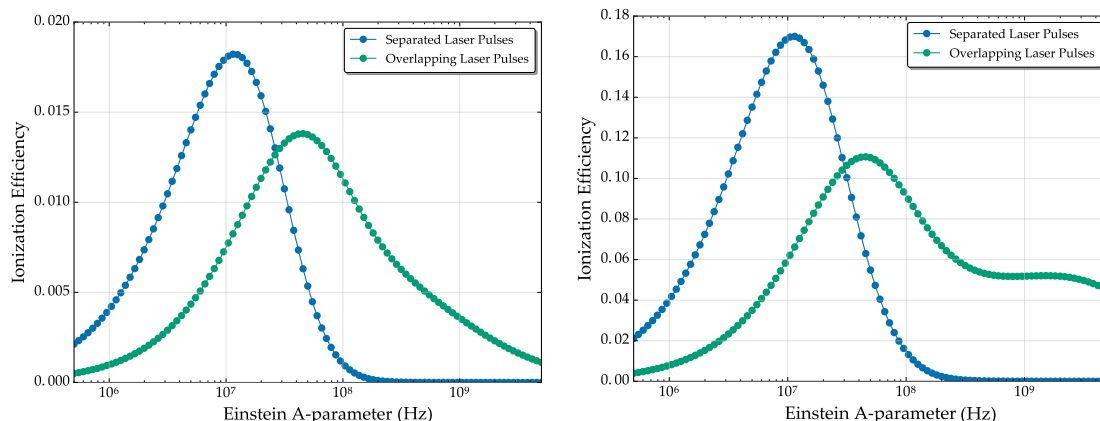 0.020
0.015
0.010
0.005
0.000
Ionization Efficiency
Separated Laser Pulses
Overlapping Laser Pulses
10⁶
10⁷
10⁸
10⁹
Einstein A-parameter (Hz)
0.18
0.16
0.14
0.12
0.10
0.08
0.06
0.04
0.02
0.00
Ionization Efficiency
Separated Laser Pulses
Overlapping Laser Pulses
10⁶
10⁷
10⁸
10⁹
Einstein A-parameter (Hz)